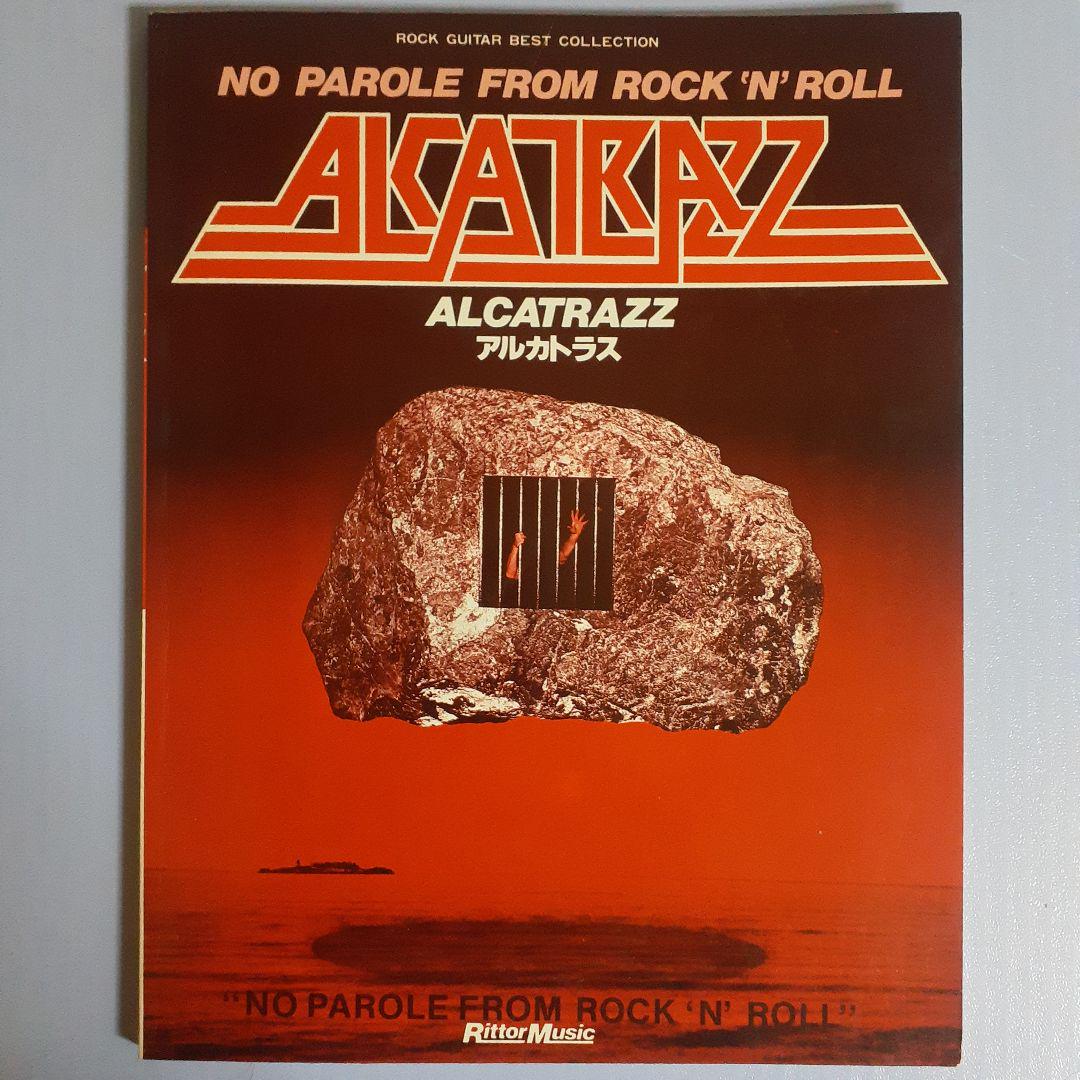 ROCK GUITAR BEST COLLECTION
NO PAROLE FROM ROCK 'N' ROLL
ALCATRAZZ
ALCATRAZZ
アルカトラス
"NO PAROLE FROM ROCK 'N' ROLL"
RittorMusic